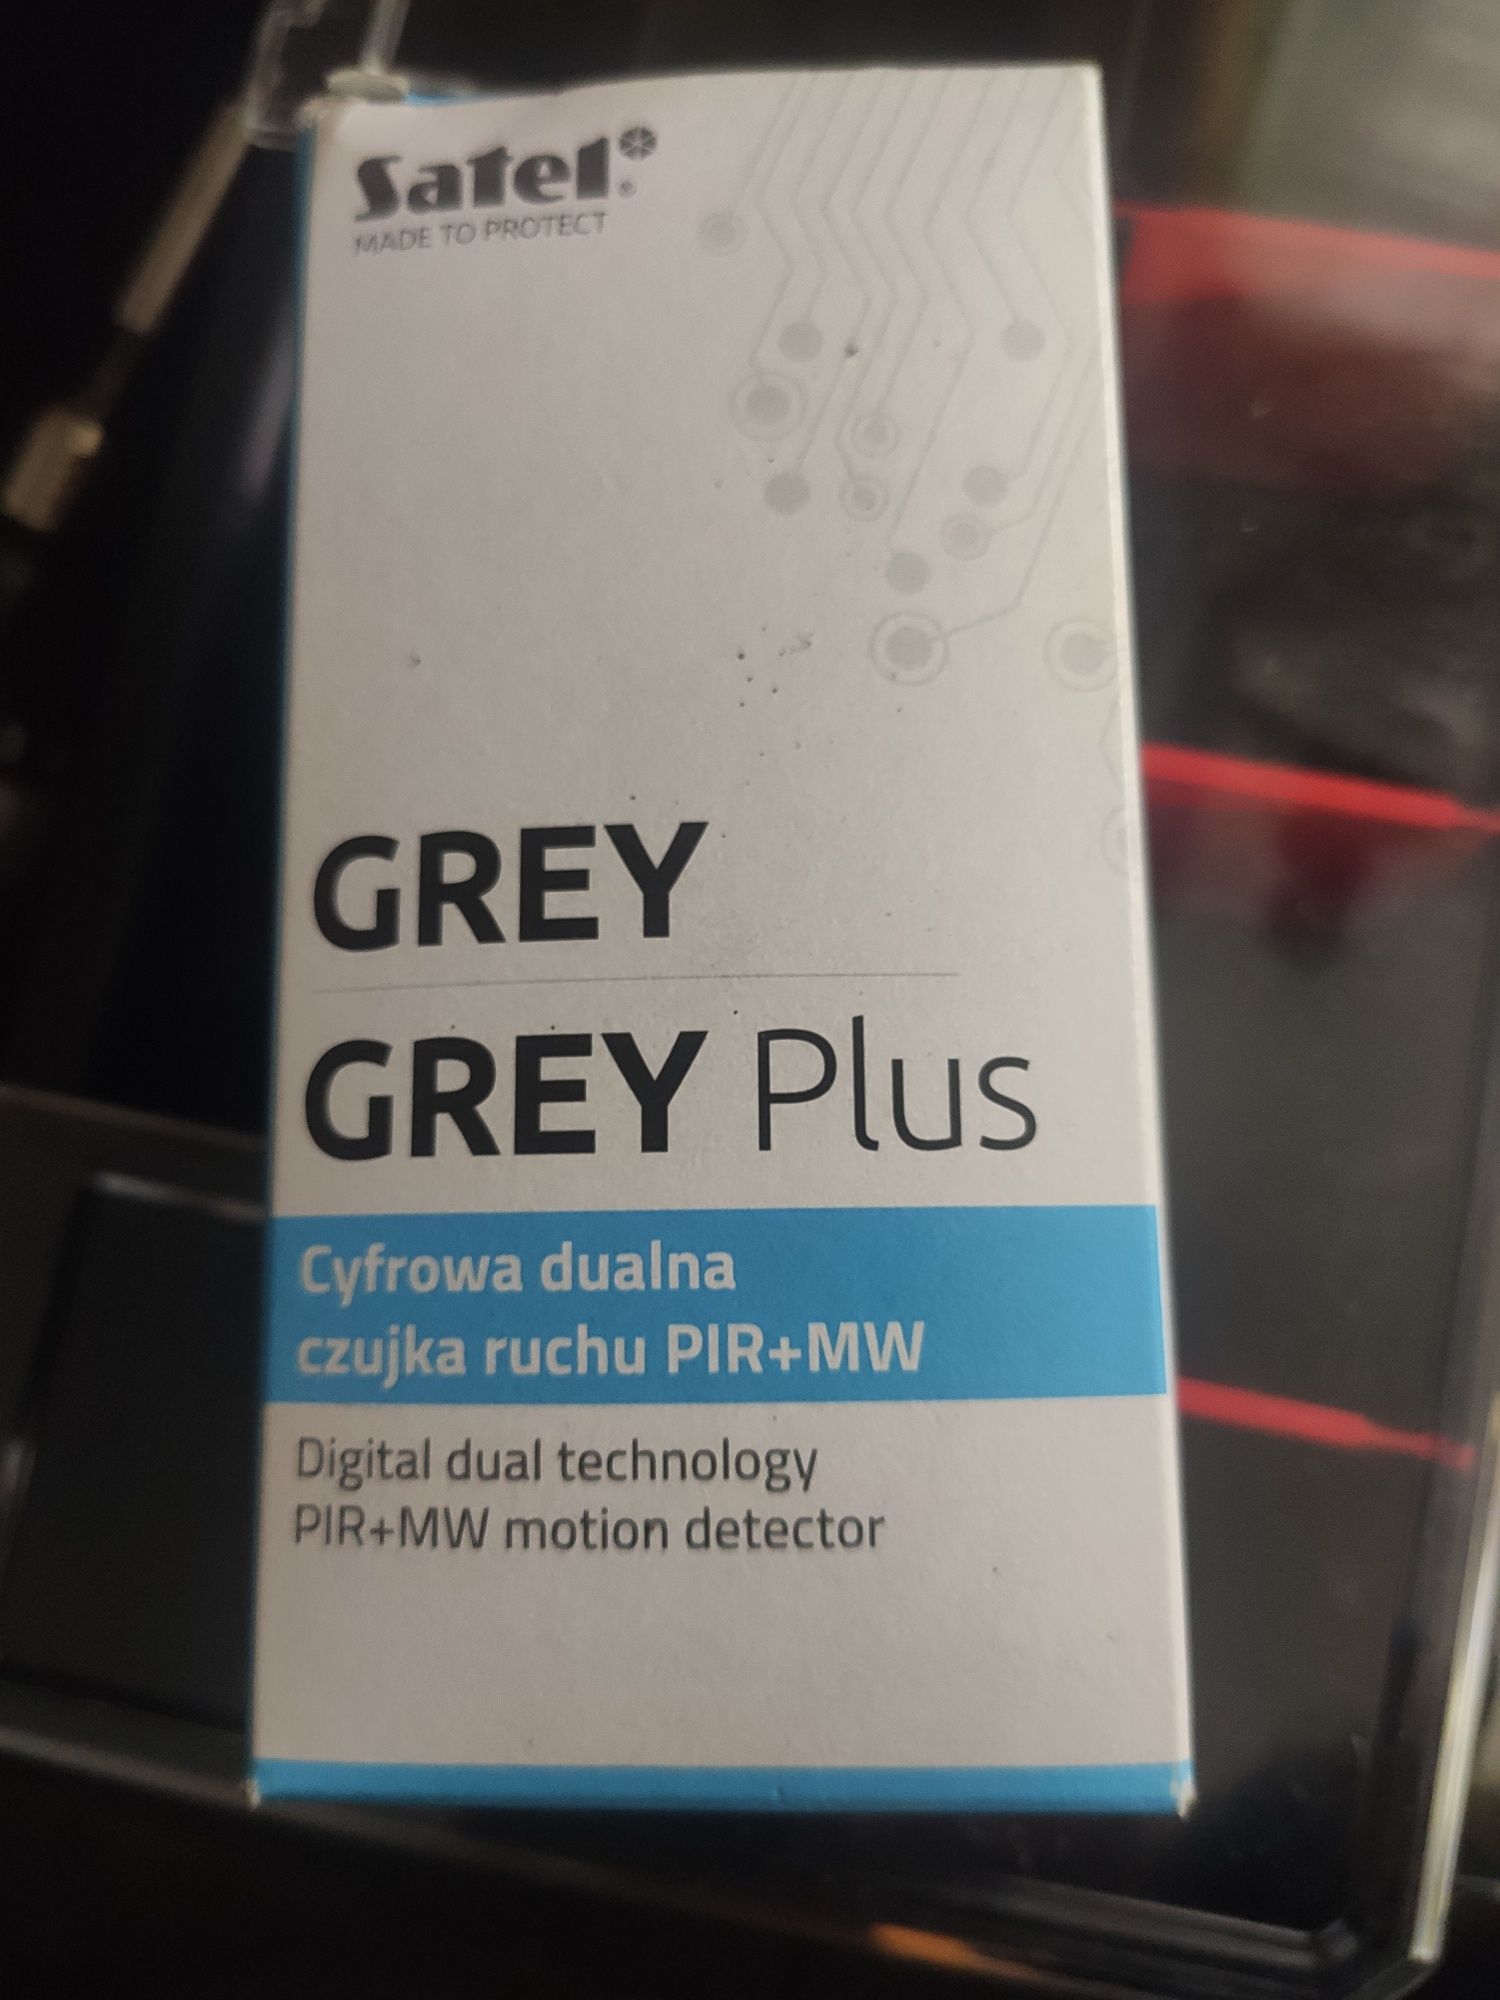 Satel®
MADE TO PROTECT
GREY
GREY Plus
Cyfrowa dualna
czujka ruchu PIR+MW
Digital dual technology
PIR+MW motion detector